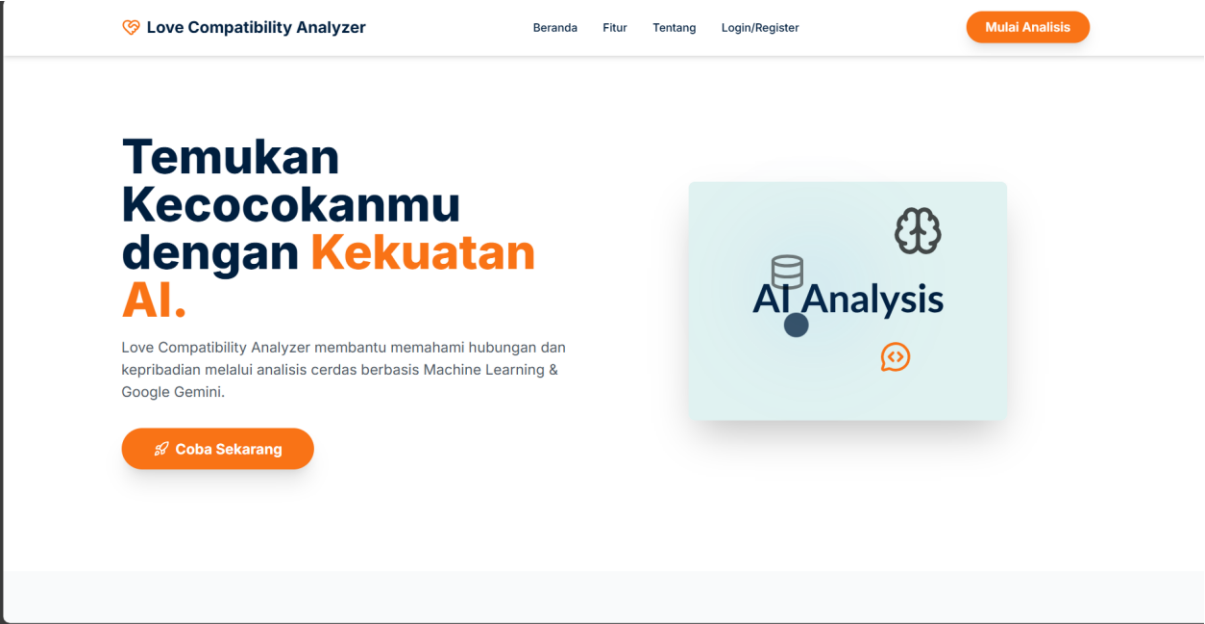 Love Compatibility Analyzer
Beranda
Fitur
Tentang
Login/Register
Mulai Analisis
Temukan
Kecocokanmu
dengan Kekuatan
AI.
Love Compatibility Analyzer membantu memahami hubungan dan
kepribadian melalui analisis cerdas berbasis Machine Learning &
Google Gemini.
Coba Sekarang
AI Analysis